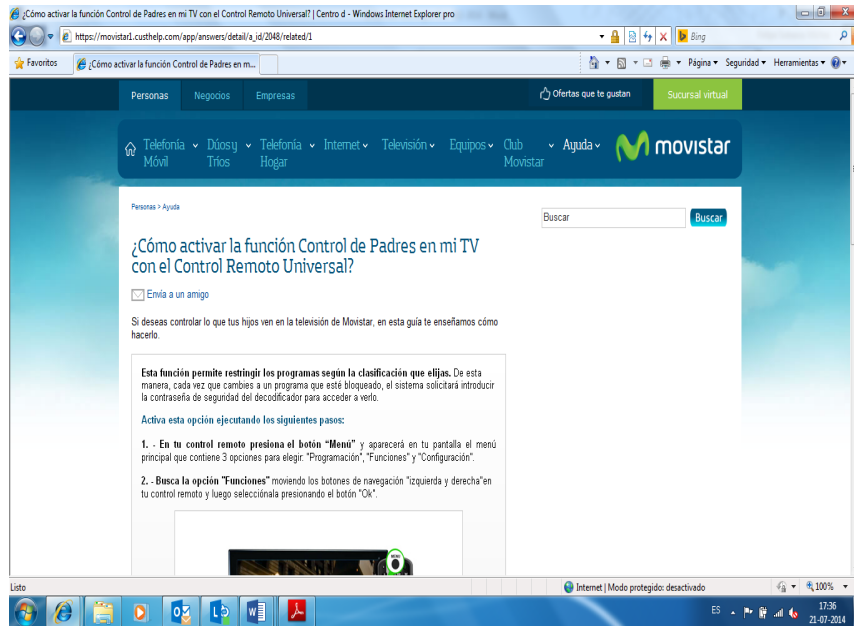 ¿Cómo activar la función Control de Padres en mi TV con el Control Remoto Universal? | Centro d - Windows Internet Explorer pro
https://movistar1.custhelp.com/app/answers/detail/a_id/2048/related/1
Bing
Favoritos
¿Cómo activar la función Control de Padres en m...
Página
Seguridad
Herramientas
Personas
Negocios
Empresas
Ofertas que te gustan
Sucursal virtual
Telefonía Móvil
Dúos y Tríos
Telefonía Hogar
Internet
Televisión
Equipos
Club Movistar
Ayuda
movistar
Personas > Ayuda
Buscar
Buscar
¿Cómo activar la función Control de Padres en mi TV
con el Control Remoto Universal?
Envía a un amigo
Si deseas controlar lo que tus hijos ven en la televisión de Movistar, en esta guía te enseñamos cómo
hacerlo.
Esta función permite restringir los programas según la clasificación que elijas. De esta
manera, cada vez que cambies a un programa que esté bloqueado, el sistema solicitará introducir
la contraseña de seguridad del decodificador para acceder a verlo.
Activa esta opción ejecutando los siguientes pasos:
1. - En tu control remoto presiona el botón “Menú” y aparecerá en tu pantalla el menú
principal que contiene 3 opciones para elegir: "Programación", "Funciones" y "Configuración".
2. - Busca la opción "Funciones" moviendo los botones de navegación "izquierda y derecha"en
tu control remoto y luego selecciónala presionando el botón "Ok".
MENU
Listo
Internet | Modo protegido: desactivado
100%
ES
17:36
21-07-2014